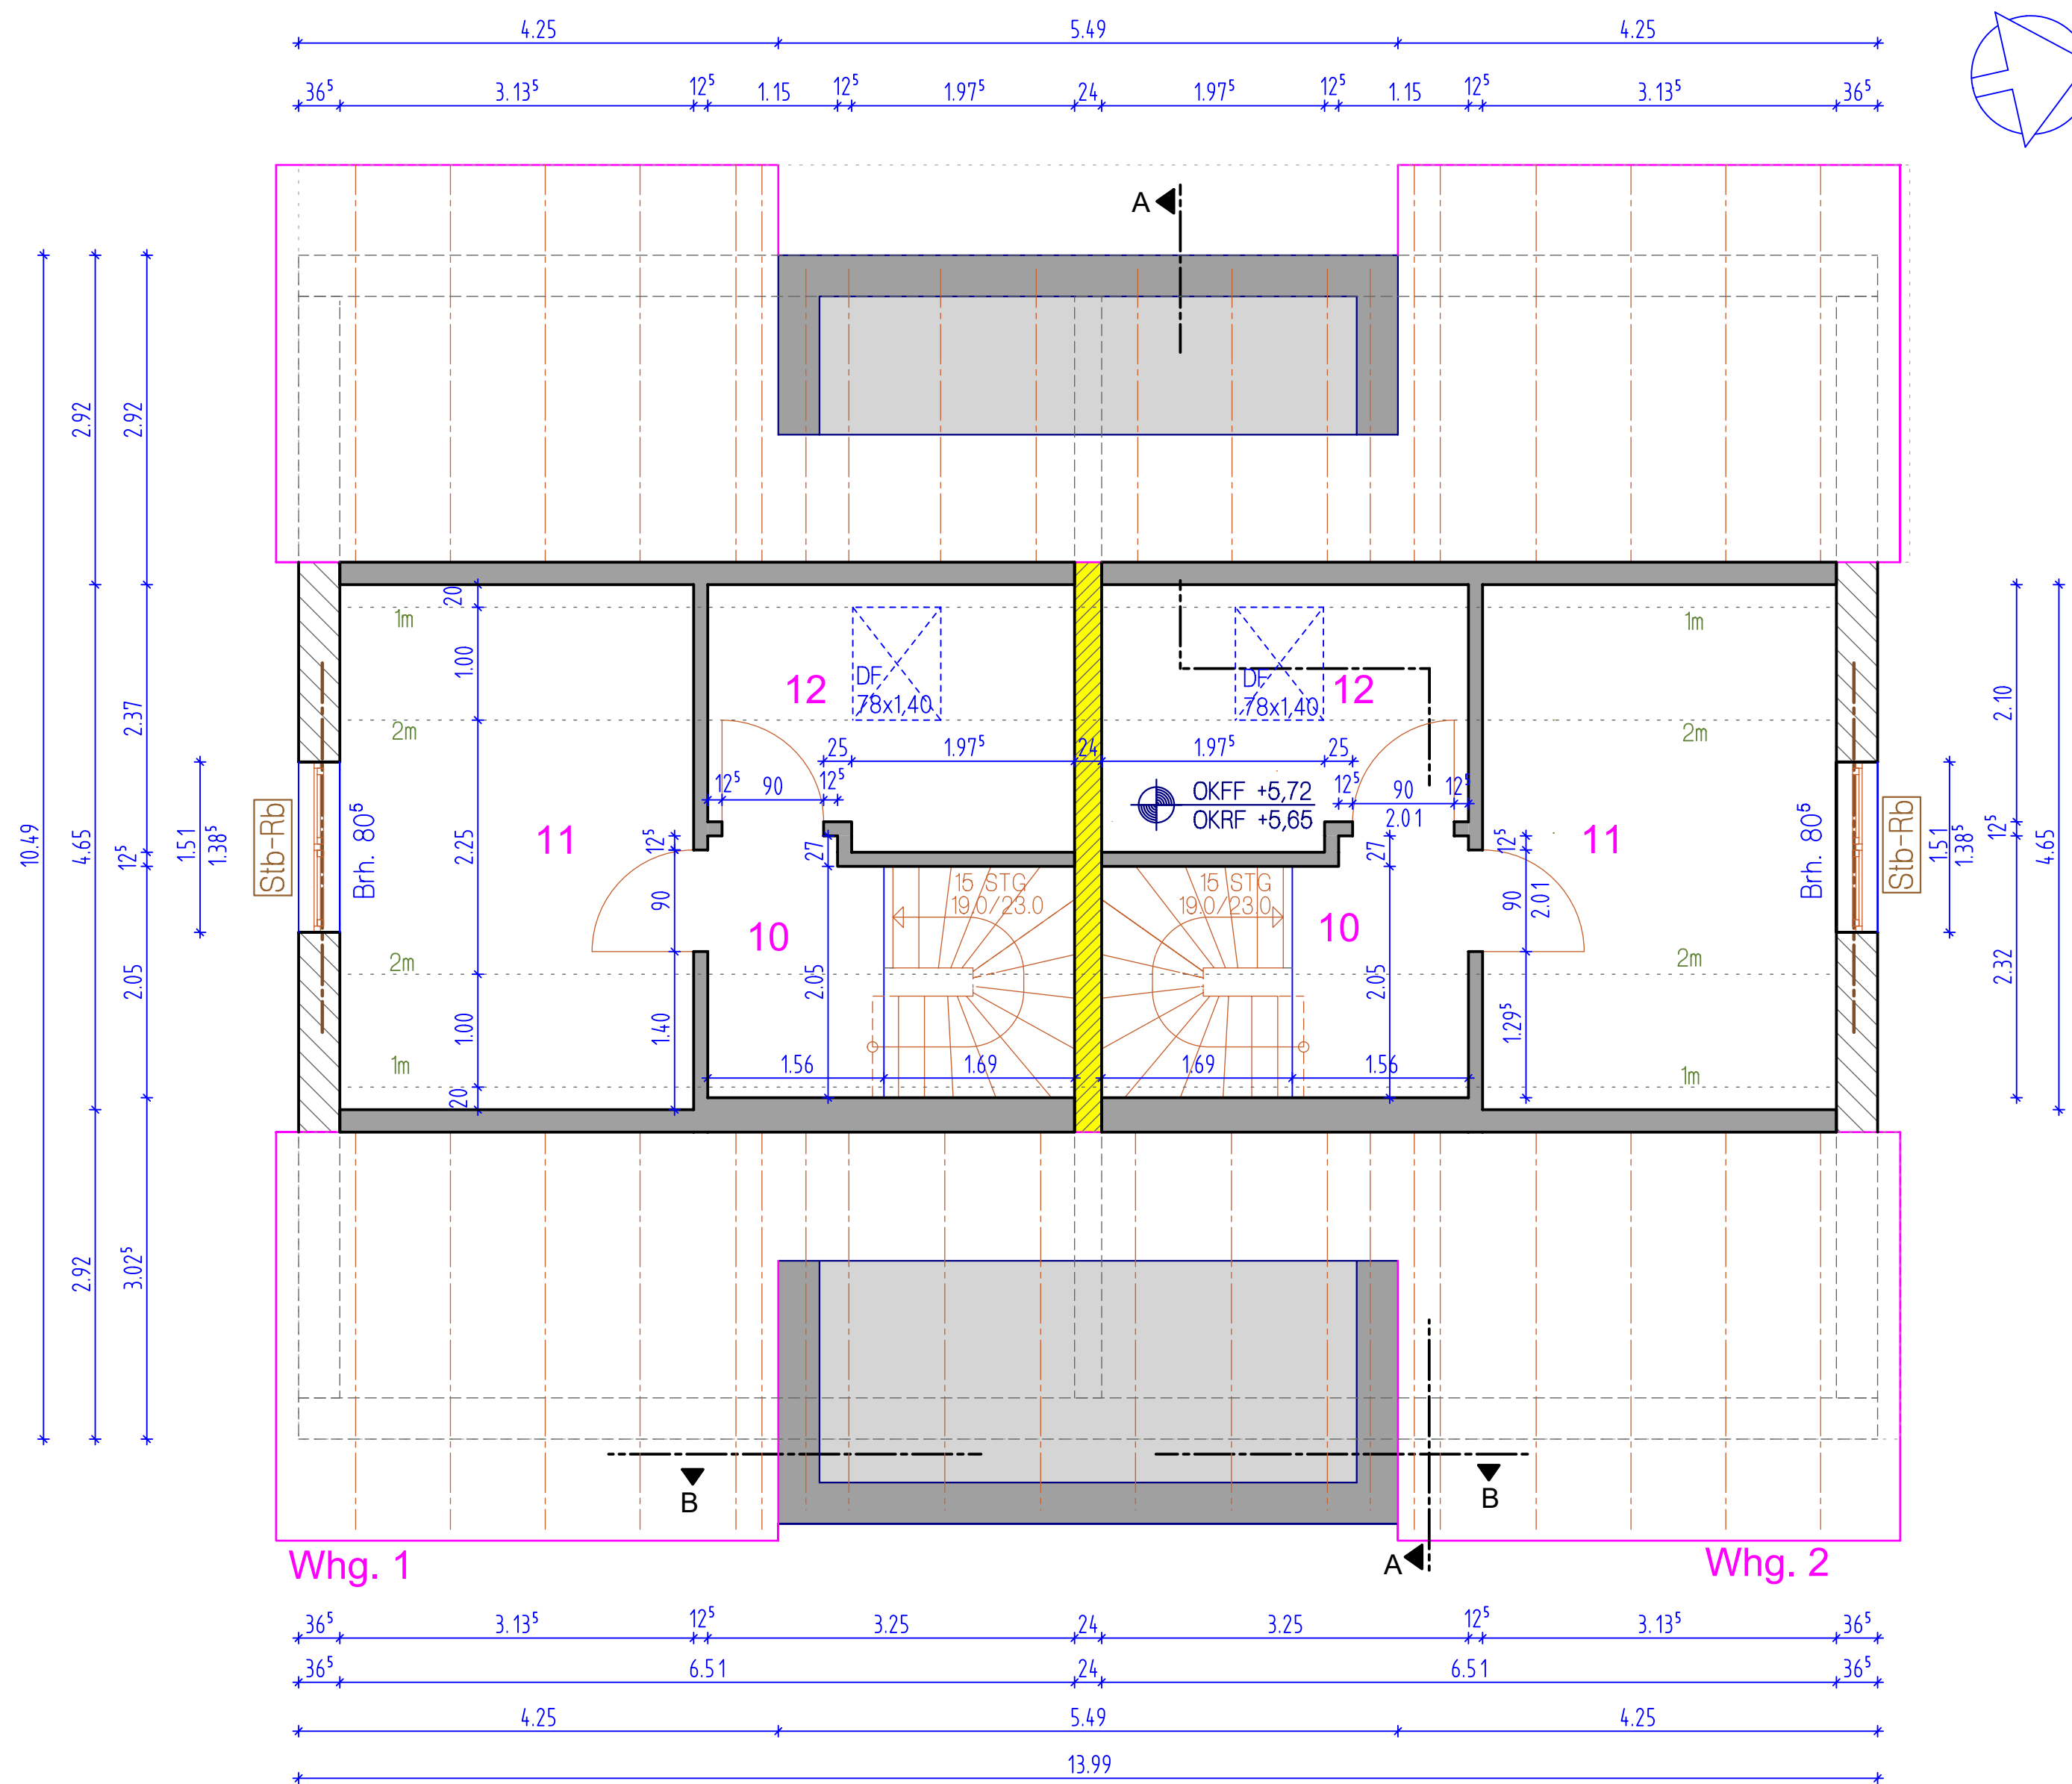 4.25 5.49 4.25
36⁵ 3.13⁵ 12⁵ 1.15 12⁵ 1.97⁵ 24 1.97⁵ 12⁵ 1.15 12⁵ 3.13⁵ 36⁵
A
10.49
2.92
4.65
2.92
2.92
2.37
12⁵
2.05
3.02⁵
1.51
1.38⁵
Stb-Rb
Brh. 80⁵
1m
2m
2m
1m
20
1.00
2.25
1.00
20
11
12⁵
90
1.40
12
DF
78x1,40
25 1.97⁵ 24 1.97⁵ 25
12⁵ 90 12⁵
27
10
2.05
15 STG
19.0/23.0
1.56 1.69
12
DF
78x1,40
OKFF +5,72
OKRF +5,65
12⁵ 90 12⁵
2.01
27
15 STG
19.0/23.0
10
2.05
1.69 1.56
12⁵
90
2.01
1.29⁵
11
1m
2m
2m
1m
Brh. 80⁵
Stb-Rb
1.51
1.38⁵
2.10
12⁵
2.32
4.65
B B
A
Whg. 1 Whg. 2
36⁵ 3.13⁵ 12⁵ 3.25 24 3.25 12⁵ 3.13⁵ 36⁵
36⁵ 6.51 24 6.51 36⁵
4.25 5.49 4.25
13.99